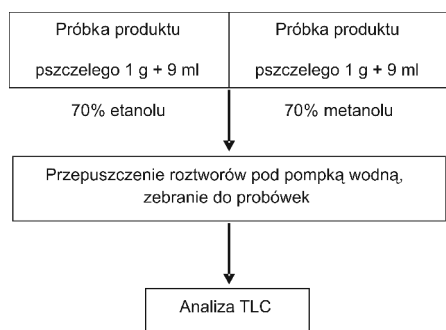 Próbka produktu
pszczelego 1 g + 9 ml
70% etanolu
Próbka produktu
pszczelego 1 g + 9 ml
70% metanolu
Przepuszczenie roztworów pod pompką wodną,
zebranie do probówek
Analiza TLC